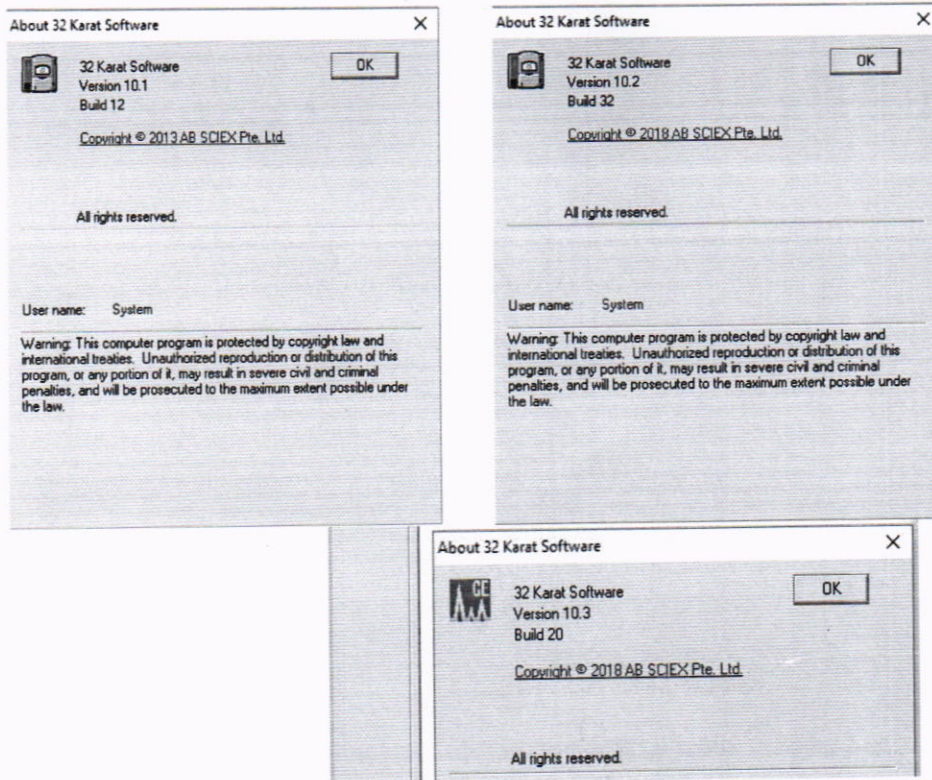 About 32 Karat Software
32 Karat Software
Version 10.1
Build 12
OK
Copyright © 2013 AB SCIEX Pte. Ltd.
All rights reserved.
User name: System
Warning: This computer program is protected by copyright law and
international treaties. Unauthorized reproduction or distribution of this
program, or any portion of it, may result in severe civil and criminal
penalties, and will be prosecuted to the maximum extent possible under
the law.
About 32 Karat Software
32 Karat Software
Version 10.2
Build 32
OK
Copyright © 2018 AB SCIEX Pte. Ltd.
All rights reserved.
User name: System
Warning: This computer program is protected by copyright law and
international treaties. Unauthorized reproduction or distribution of this
program, or any portion of it, may result in severe civil and criminal
penalties, and will be prosecuted to the maximum extent possible under
the law.
About 32 Karat Software
CE
32 Karat Software
Version 10.3
Build 20
OK
Copyright © 2018 AB SCIEX Pte. Ltd.
All rights reserved.